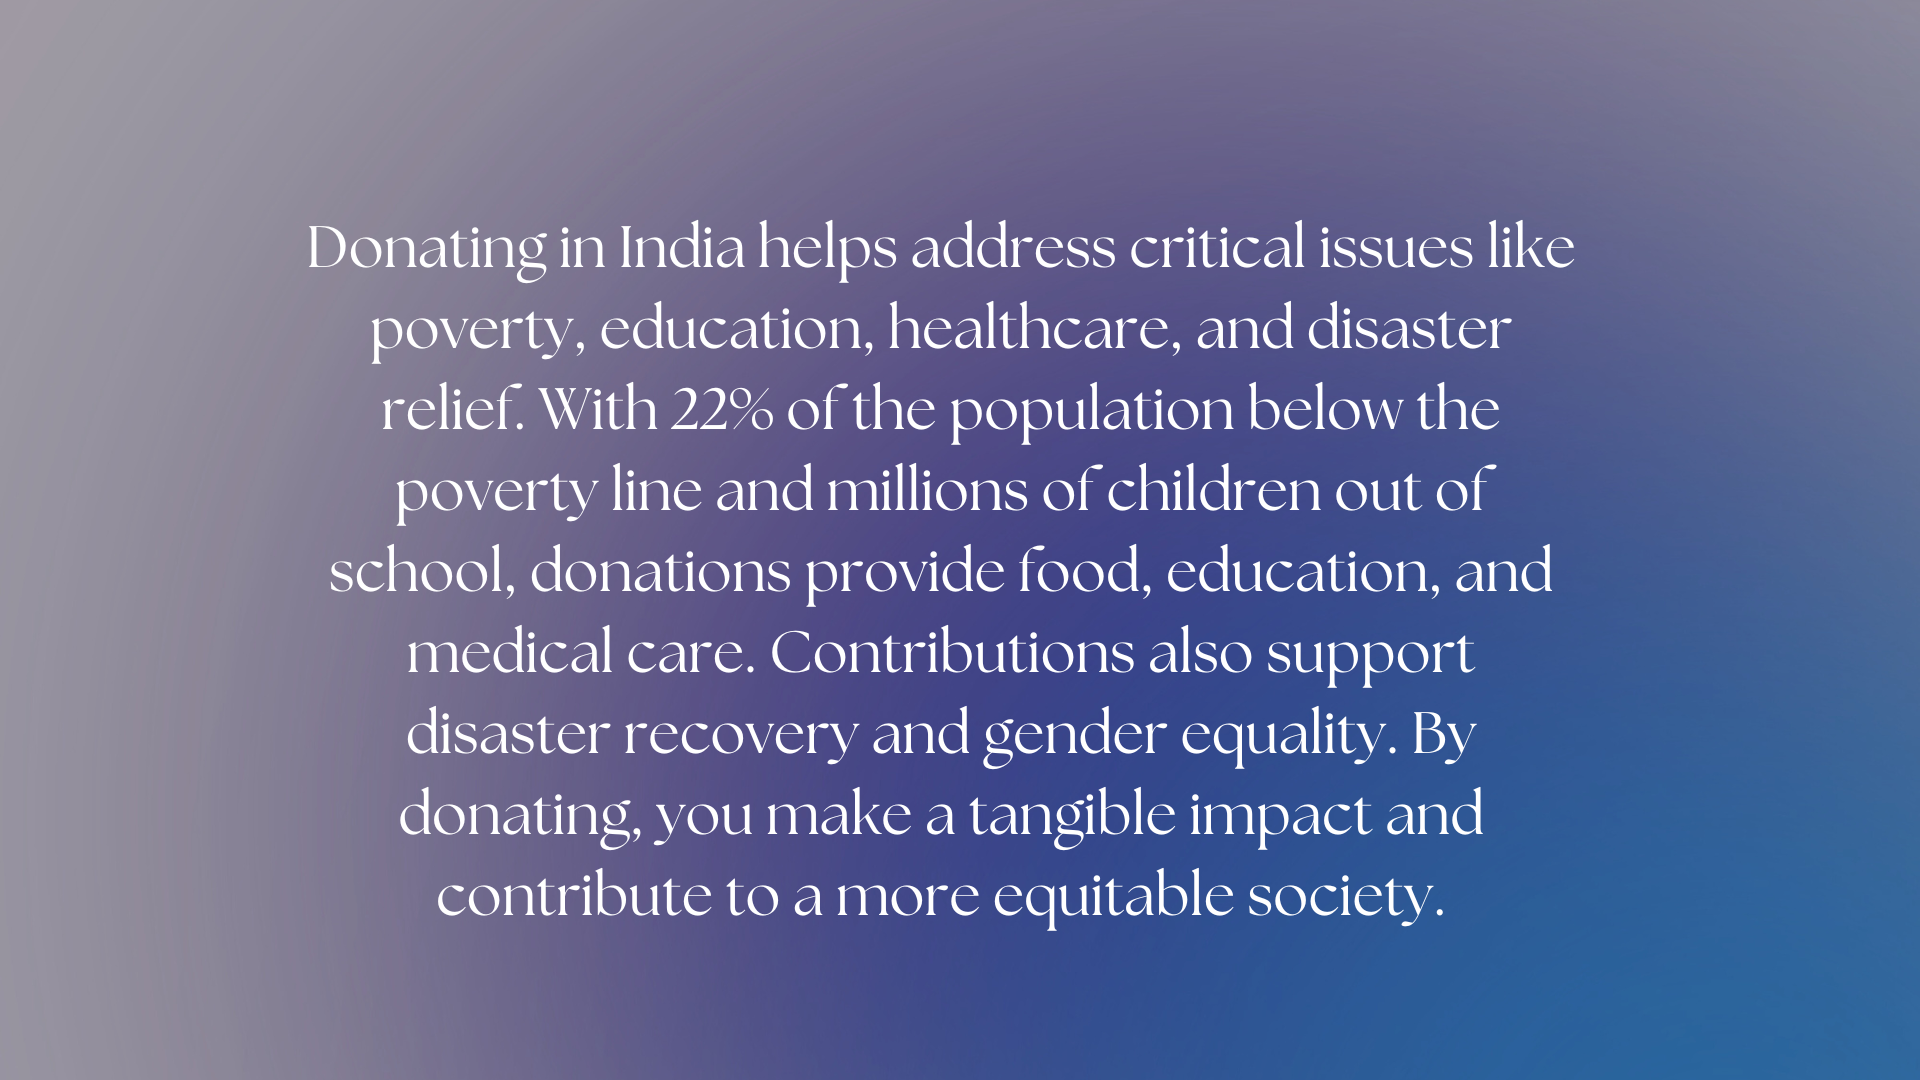 Donating in India helps address critical issues like
poverty, education, healthcare, and disaster
relief. With 22% of the population below the
poverty line and millions of children out of
school, donations provide food, education, and
medical care. Contributions also support
disaster recovery and gender equality. By
donating, you make a tangible impact and
contribute to a more equitable society.